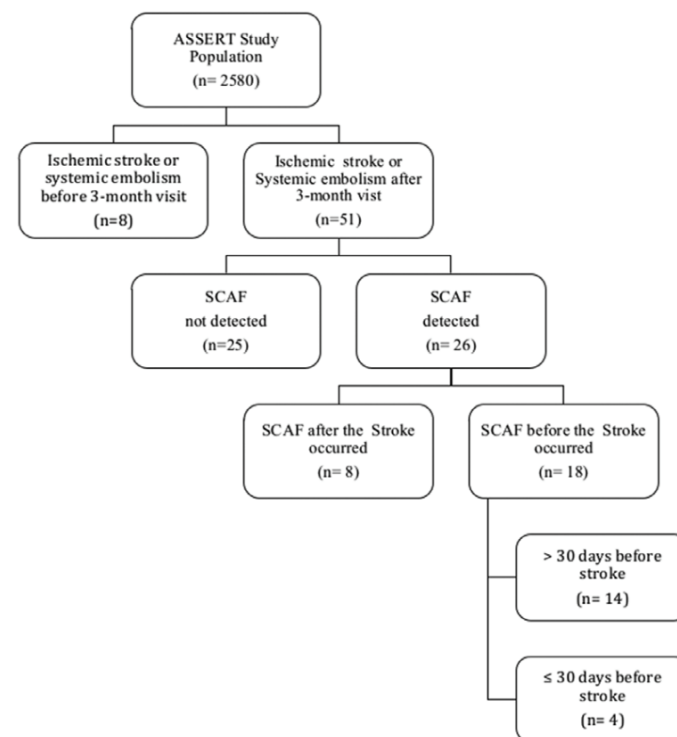 ASSERT Study
Population
(n= 2580)
Ischemic stroke or
systemic embolism
before 3-month visit
(n=8)
Ischemic stroke or
Systemic embolism after
3-month vist
(n=51)
SCAF
not detected
(n=25)
SCAF
detected
(n= 26)
SCAF after the Stroke
occurred
(n= 8)
SCAF before the Stroke
occurred
(n= 18)
> 30 days before
stroke
(n= 14)
≤ 30 days before
stroke
(n= 4)